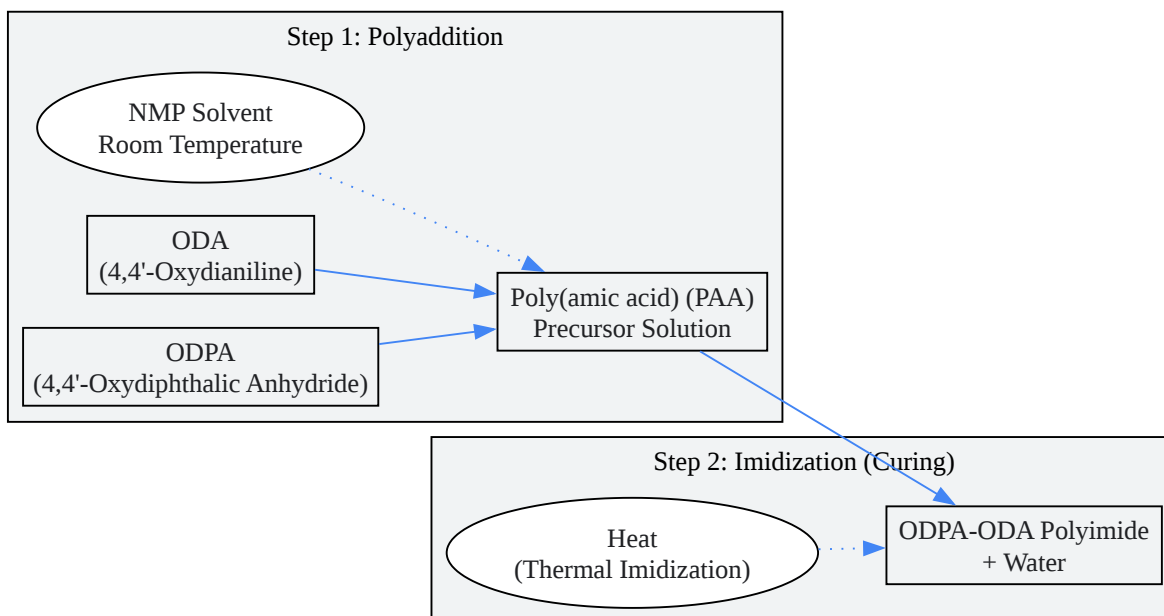 Step 1: Polyaddition
NMP Solvent
Room Temperature
ODA
(4,4'-Oxydianiline)
Poly(amic acid) (PAA)
Precursor Solution
ODPA
(4,4'-Oxydiphthalic Anhydride)
Step 2: Imidization (Curing)
Heat
(Thermal Imidization)
ODPA-ODA Polyimide
+ Water